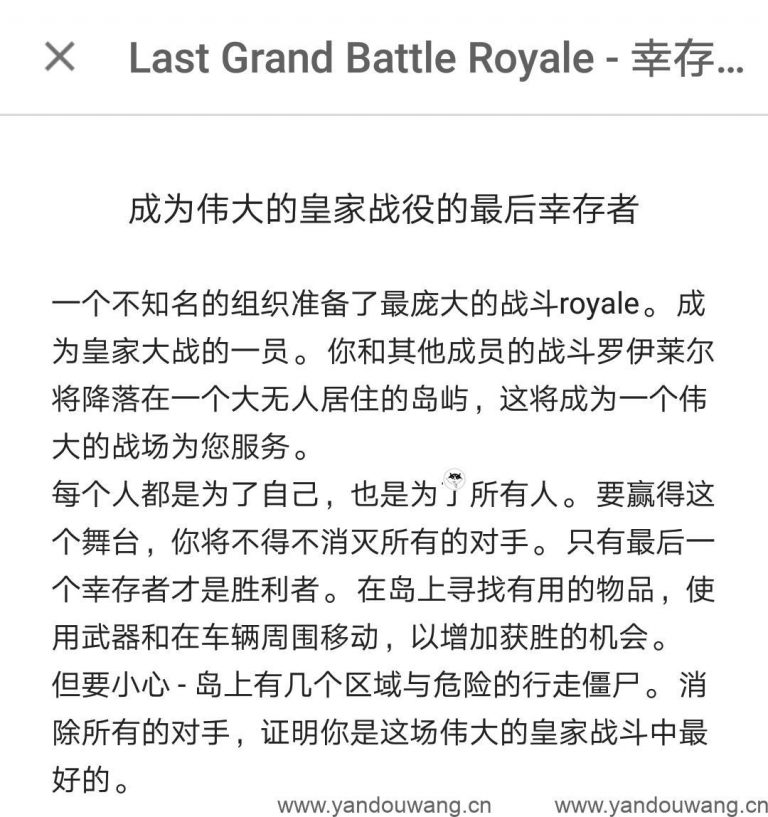 Last Grand Battle Royale - 幸存...
成为伟大的皇家战役的最后幸存者
一个不知名的组织准备了最庞大的战斗royale。成
为皇家大战的一员。你和其他成员的战斗罗伊莱尔
将降落在一个大无人居住的岛屿，这将成为一个伟
大的战场为您服务。
每个人都是为了自己，也是为了所有人。要赢得这
个舞台，你将不得不消灭所有的对手。只有最后一
个幸存者才是胜利者。在岛上寻找有用的物品，使
用武器和在车辆周围移动，以增加获胜的机会。
但要小心 - 岛上有几个区域与危险的行走僵尸。消
除所有的对手，证明你是这场伟大的皇家战斗中最
好的。
www.yandouwang.cn www.yandouwang.cn